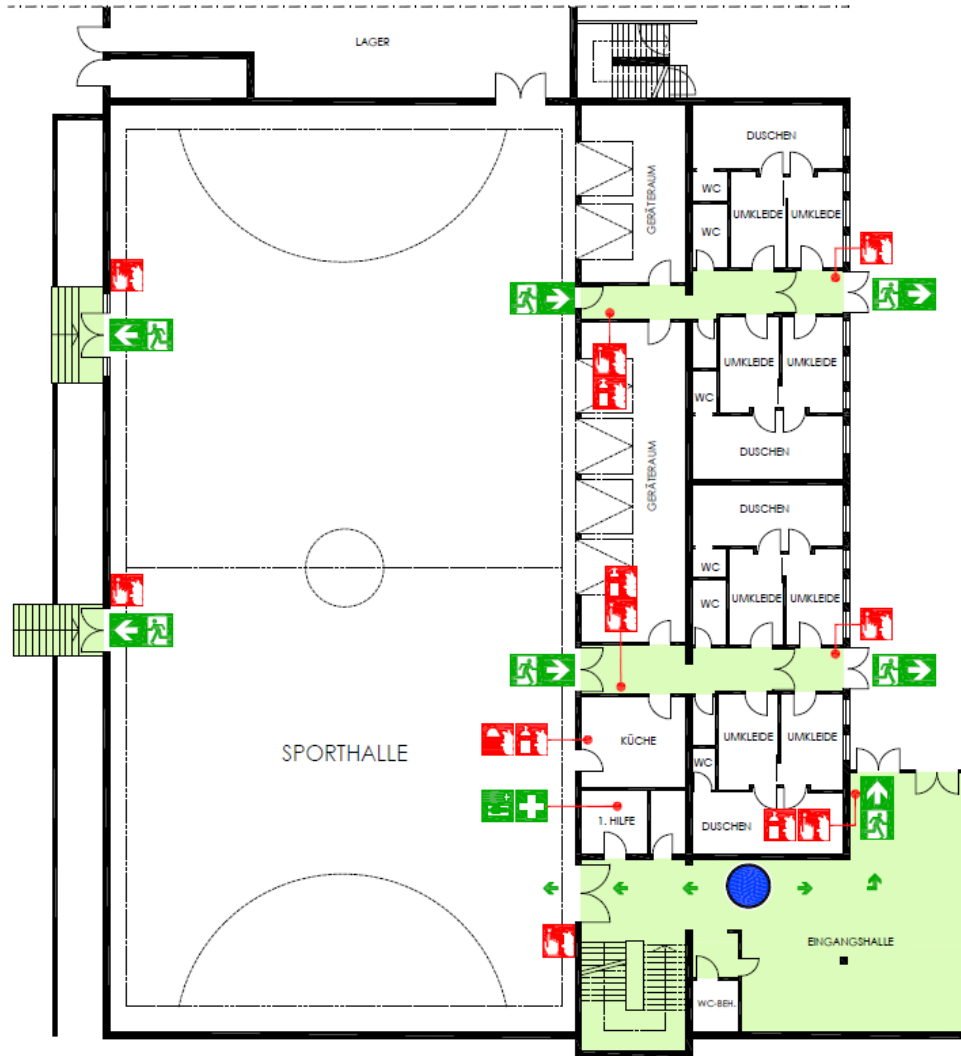 LAGER
DUSCHEN
WC
UMKLEIDE
UMKLEIDE
WC
GERÄTERAUM
UMKLEIDE
UMKLEIDE
WC
DUSCHEN
GERÄTERAUM
DUSCHEN
WC
WC
UMKLEIDE
UMKLEIDE
SPORTHALLE
KÜCHE
UMKLEIDE
UMKLEIDE
WC
1. HILFE
DUSCHEN
EINGANGSHALLE
WC-BEH.